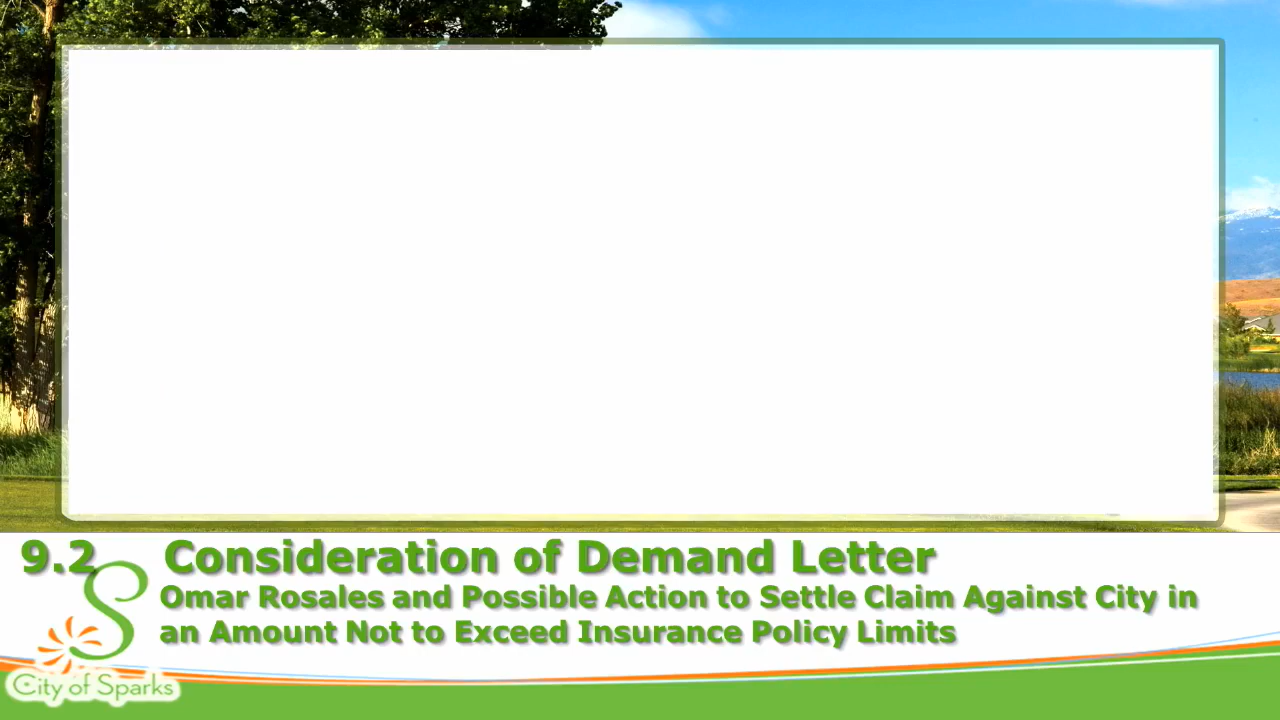 9.2 Consideration of Demand Letter
Omar Rosales and Possible Action to Settle Claim Against City in
an Amount Not to Exceed Insurance Policy Limits
S
City of Sparks